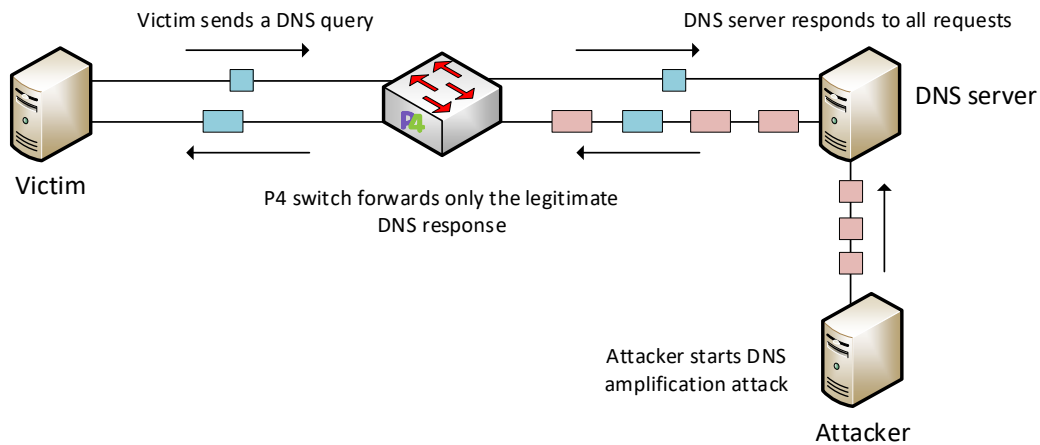 Victim sends a DNS query
DNS server responds to all requests
DNS server
P4
Victim
P4 switch forwards only the legitimate
DNS response
Attacker starts DNS
amplification attack
Attacker